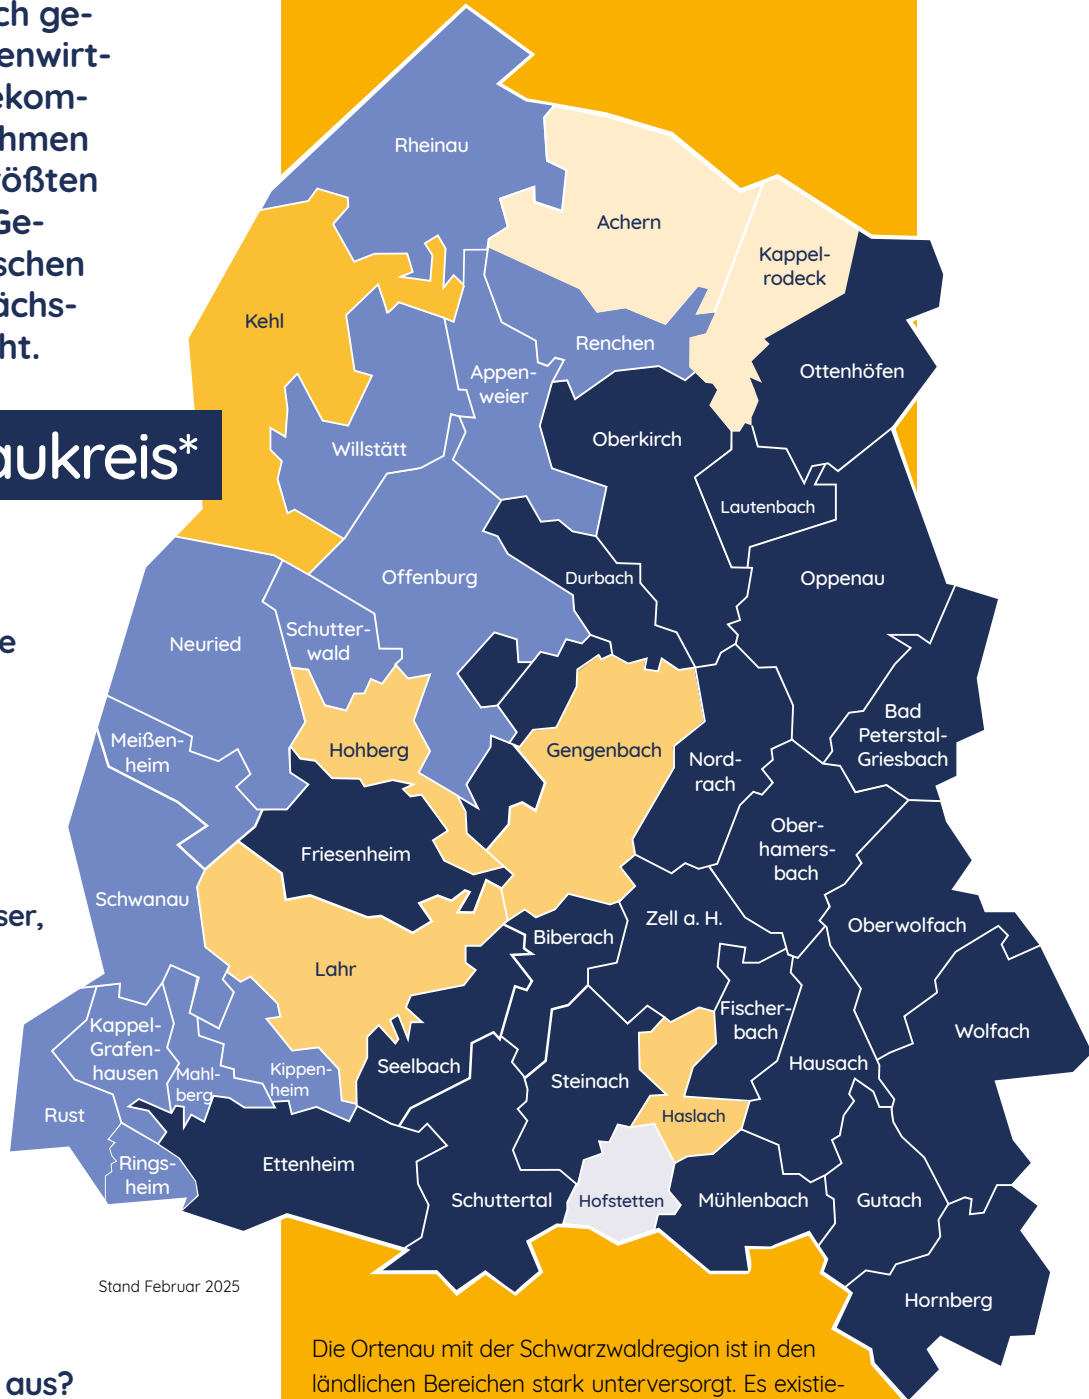 ch ge-
enwirt-
ekom-
hmen
ößten
Ge-
schen
ächs-
ht.
aukreis*
e
ser,
aus?
Rheinau
Achern
Kappel-
rodeck
Kehl
Renchen
Ottenhöfen
Appen-
weier
Oberkirch
Willstätt
Lautenbach
Offenburg
Durbach
Oppenau
Schutter-
wald
Neuried
Bad
Peterstal-
Griesbach
Meißen-
heim
Hohberg
Gengenbach
Nord-
rach
Ober-
hamers-
bach
Friesenheim
Schwanau
Zell a. H.
Oberwolfach
Biberach
Lahr
Fischer-
bach
Kappel-
Grafen-
hausen
Wolfach
Hausach
Seelbach
Kippen-
heim
Mahl-
berg
Steinach
Rust
Haslach
Rings-
heim
Ettenheim
Schuttertal
Hofstetten
Mühlenbach
Gutach
Hornberg
Stand Februar 2025
Die Ortenau mit der Schwarzwaldregion ist in den
ländlichen Bereichen stark unterversorgt. Es existie-